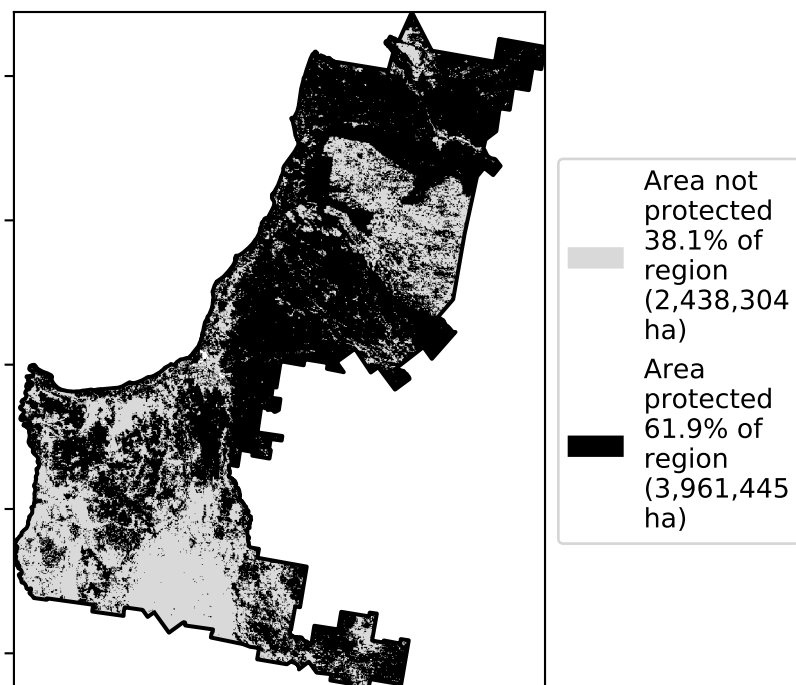 Area not
protected
38.1% of
region
(2,438,304
ha)
Area
protected
61.9% of
region
(3,961,445
ha)